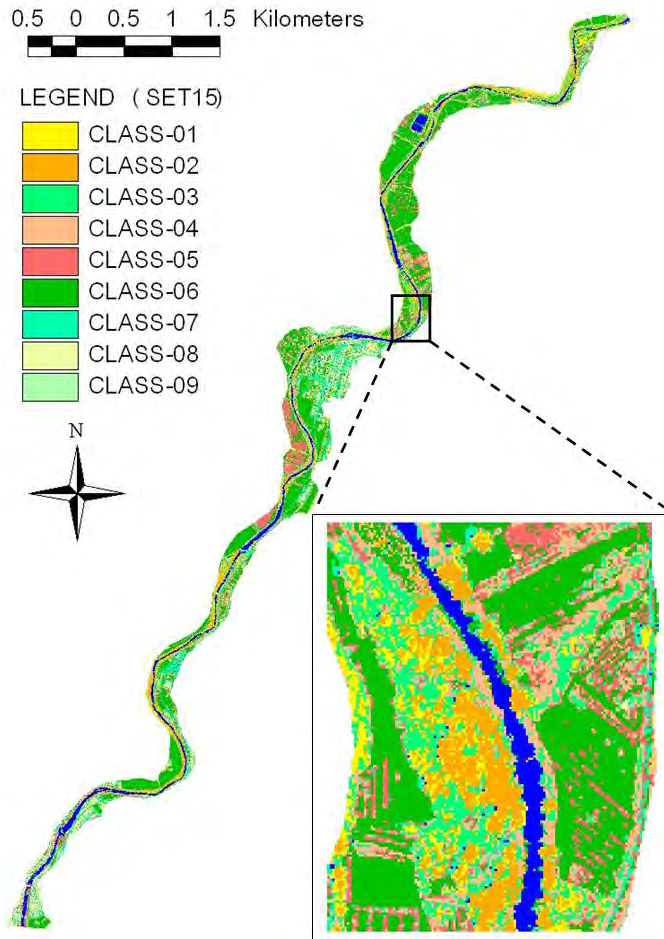 0.5 0 0.5 1 1.5 Kilometers
LEGEND (SET15)
CLASS-01
CLASS-02
CLASS-03
CLASS-04
CLASS-05
CLASS-06
CLASS-07
CLASS-08
CLASS-09
N